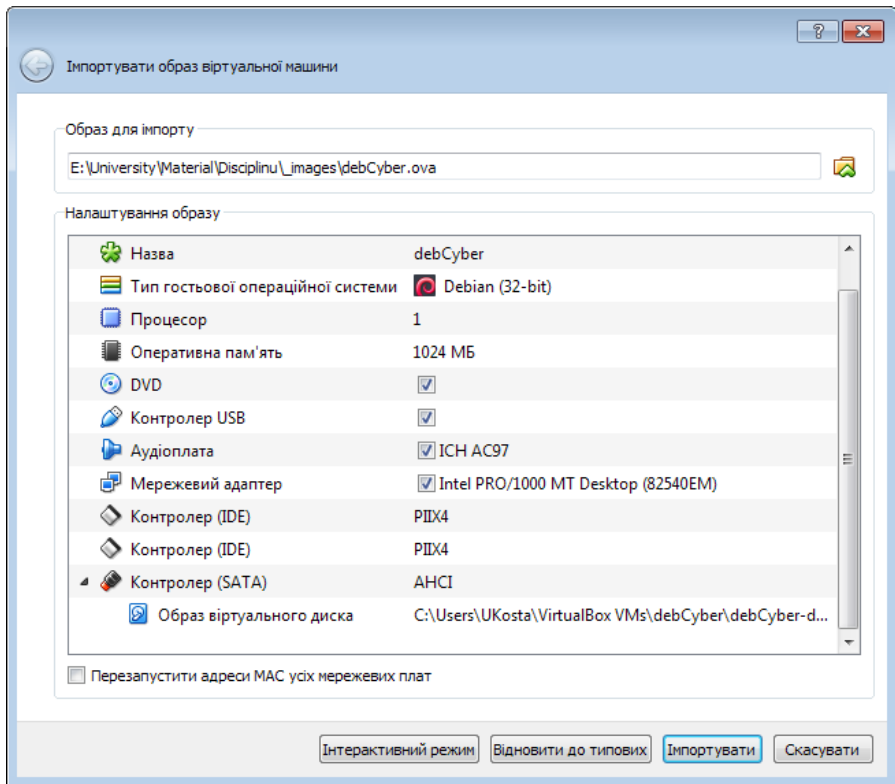 Імпортувати образ віртуальної машини
Образ для імпорту
E:\University\Material\Disciplinu\_images\debCyber.ova
Налаштування образу
Назва debCyber
Тип гостьової операційної системи Debian (32-bit)
Процесор 1
Оперативна пам'ять 1024 МБ
DVD
Контролер USB
Аудіоплата ICH AC97
Мережевий адаптер Intel PRO/1000 MT Desktop (82540EM)
Контролер (IDE) PIIX4
Контролер (IDE) PIIX4
Контролер (SATA) AHCI
Образ віртуального диска C:\Users\UKosta\VirtualBox VMs\debCyber\debCyber-d...
Перезапустити адреси MAC усіх мережевих плат
Інтерактивний режим Відновити до типових Імпортувати Скасувати